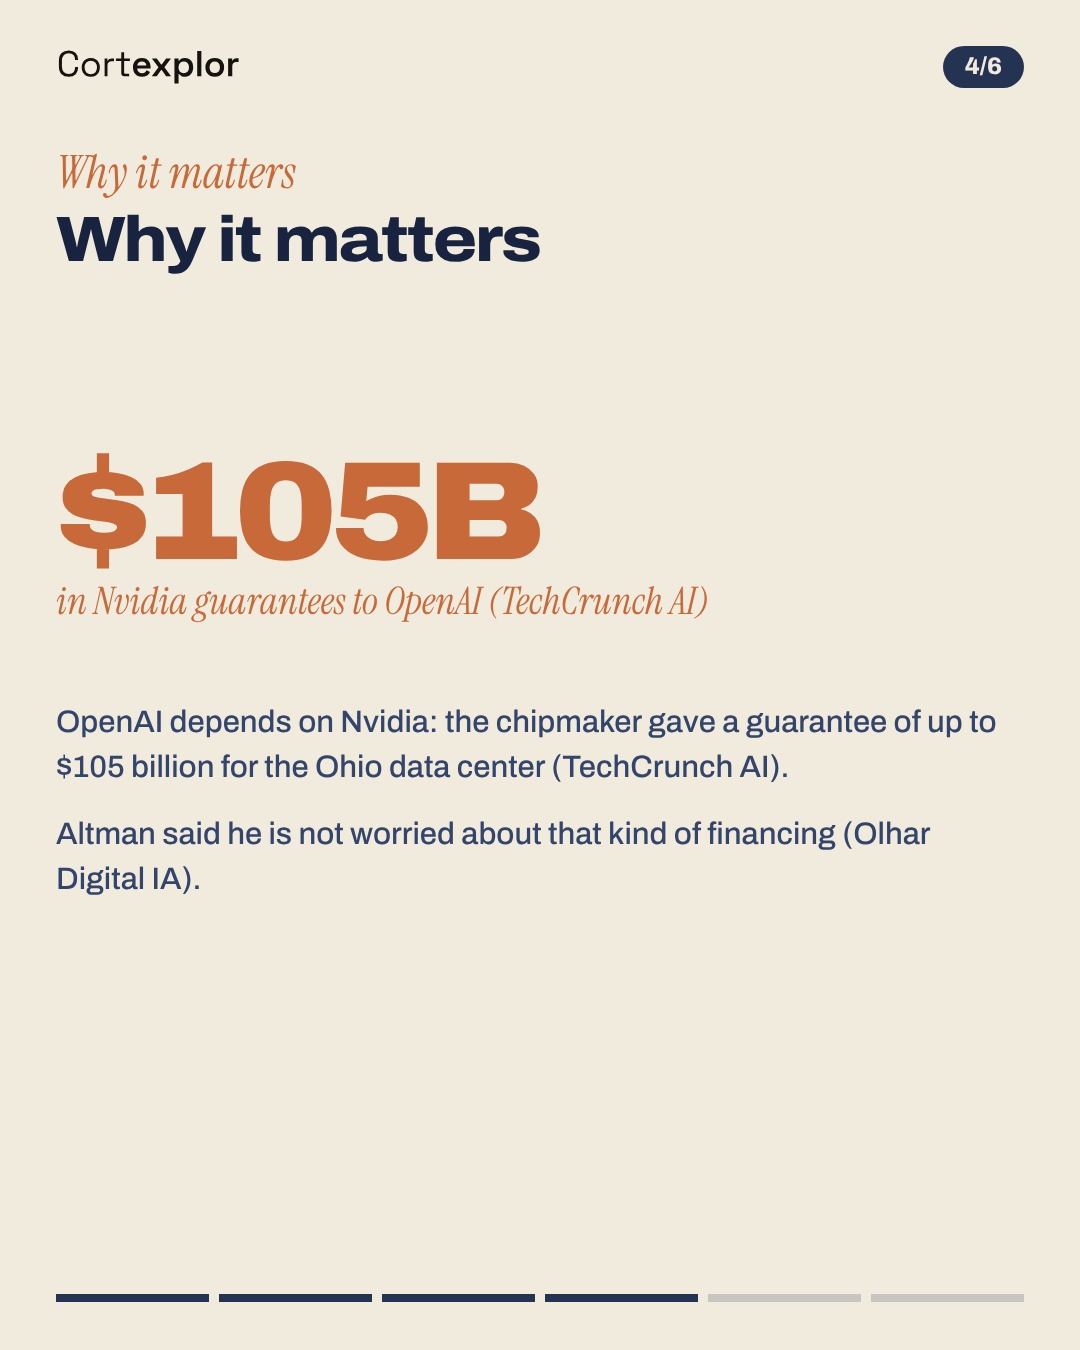 Cortexplor
4/6
Why it matters
Why it matters
$105B
in Nvidia guarantees to OpenAI (TechCrunch AI)
OpenAI depends on Nvidia: the chipmaker gave a guarantee of up to
$105 billion for the Ohio data center (TechCrunch AI).
Altman said he is not worried about that kind of financing (Olhar
Digital IA).